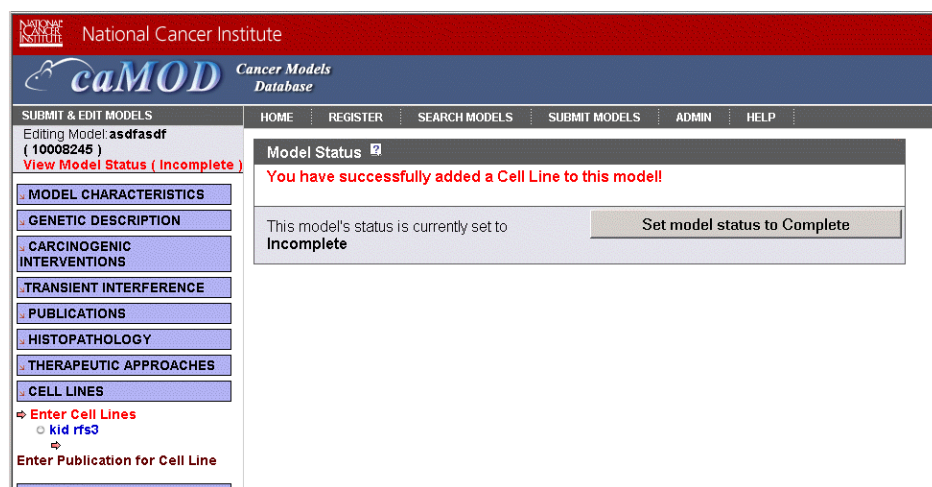 NATIONAL
CANCER
INSTITUTE
National Cancer Institute
caMOD
Cancer Models
Database
SUBMIT & EDIT MODELS
HOME
REGISTER
SEARCH MODELS
SUBMIT MODELS
ADMIN
HELP
Editing Model:asdfasdf
( 10008245 )
View Model Status ( Incomplete )
MODEL CHARACTERISTICS
GENETIC DESCRIPTION
CARCINOGENIC
INTERVENTIONS
TRANSIENT INTERFERENCE
PUBLICATIONS
HISTOPATHOLOGY
THERAPEUTIC APPROACHES
CELL LINES
Enter Cell Lines
kid rfs3
Enter Publication for Cell Line
Model Status ?
You have successfully added a Cell Line to this model!
This model's status is currently set to
Incomplete
Set model status to Complete